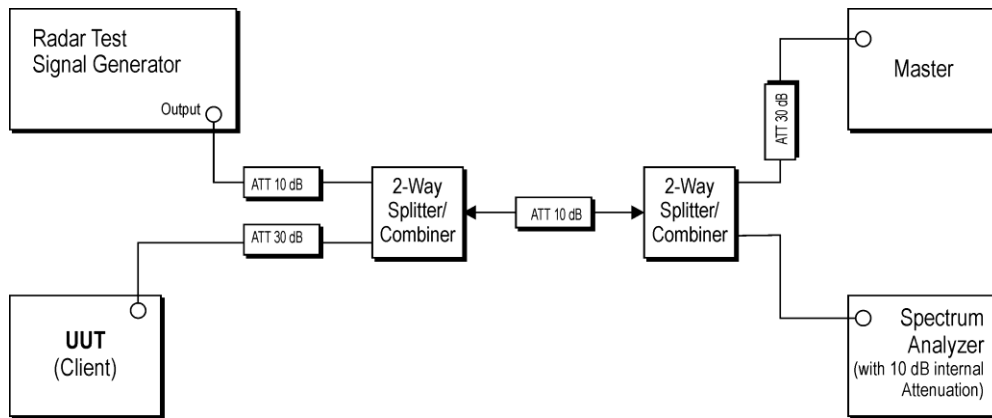 Radar Test
Signal Generator
Output
ATT 10 dB
ATT 30 dB
UUT
(Client)
2-Way
Splitter/
Combiner
ATT 10 dB
2-Way
Splitter/
Combiner
ATT 30 dB
Master
Spectrum
Analyzer
(with 10 dB internal
Attenuation)